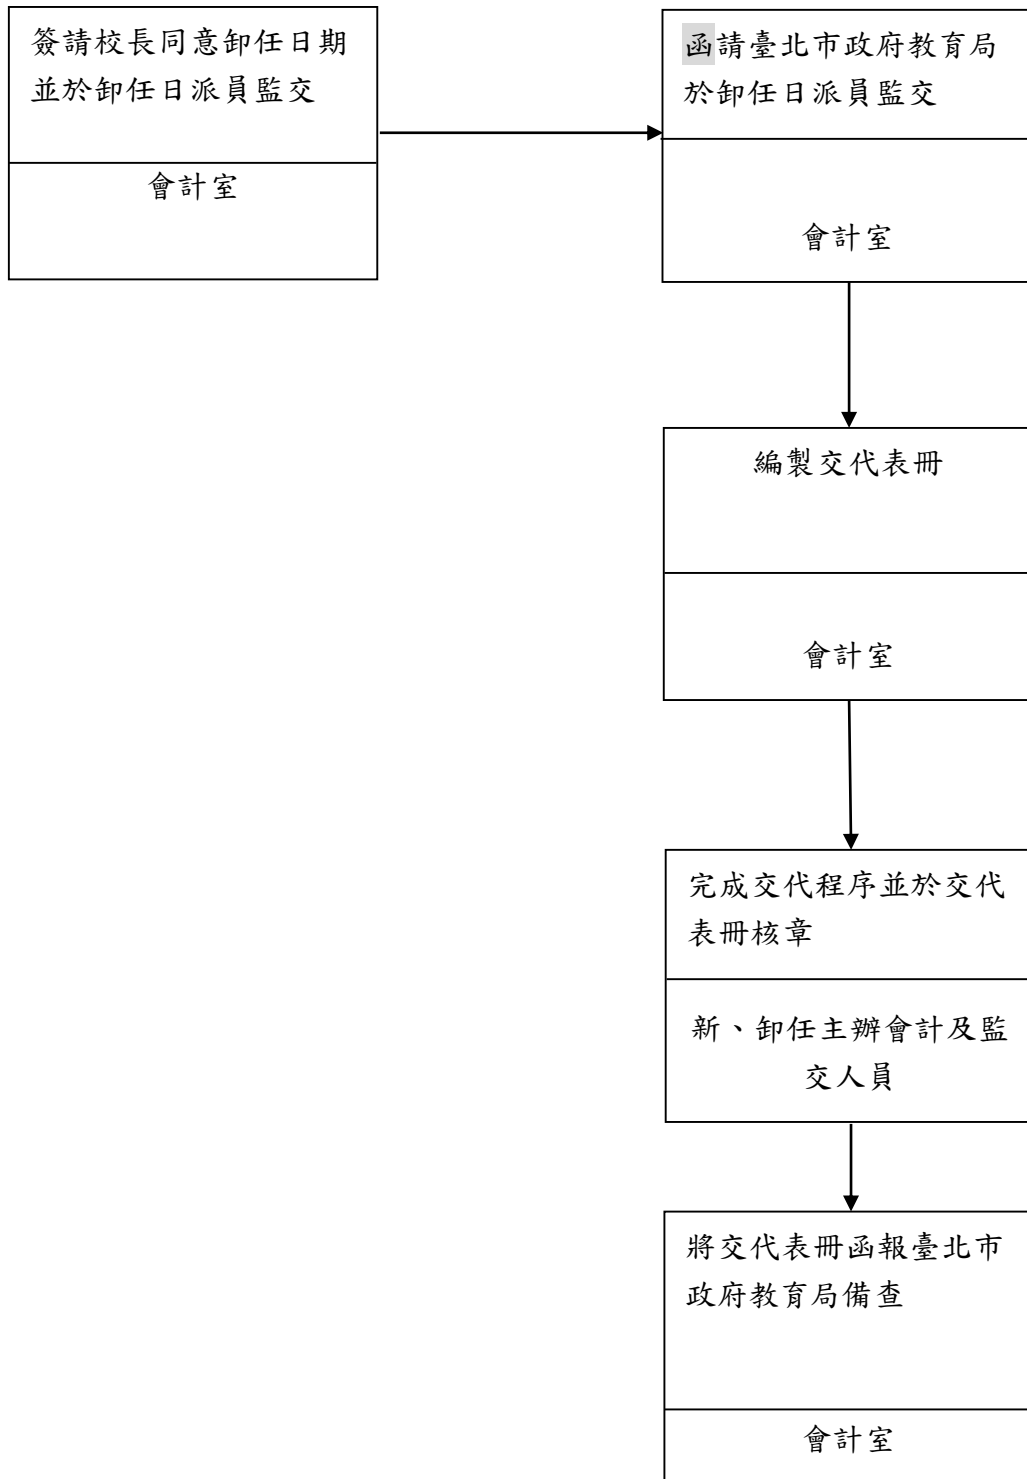 簽請校長同意卸任日期
並於卸任日派員監交
會計室
函請臺北市政府教育局
於卸任日派員監交
會計室
編製交代表冊
會計室
完成交代程序並於交代
表冊核章
新、卸任主辦會計及監
交人員
將交代表冊函報臺北市
政府教育局備查
會計室